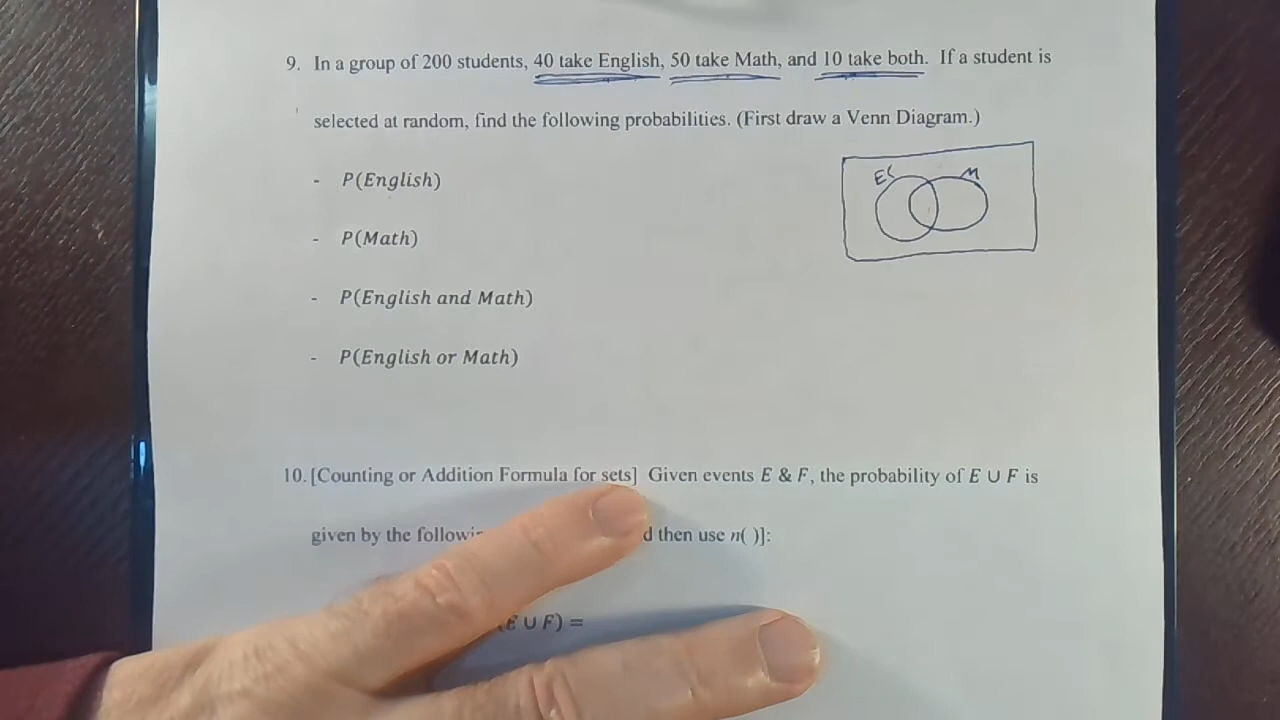 9. In a group of 200 students, 40 take English, 50 take Math, and 10 take both. If a student is
selected at random, find the following probabilities. (First draw a Venn Diagram.)
- P(English)
E M
- P(Math)
- P(English and Math)
- P(English or Math)
10. [Counting or Addition Formula for sets] Given events E & F, the probability of E ∪ F is
given by the d then use n( )]:
E ∪ F) =